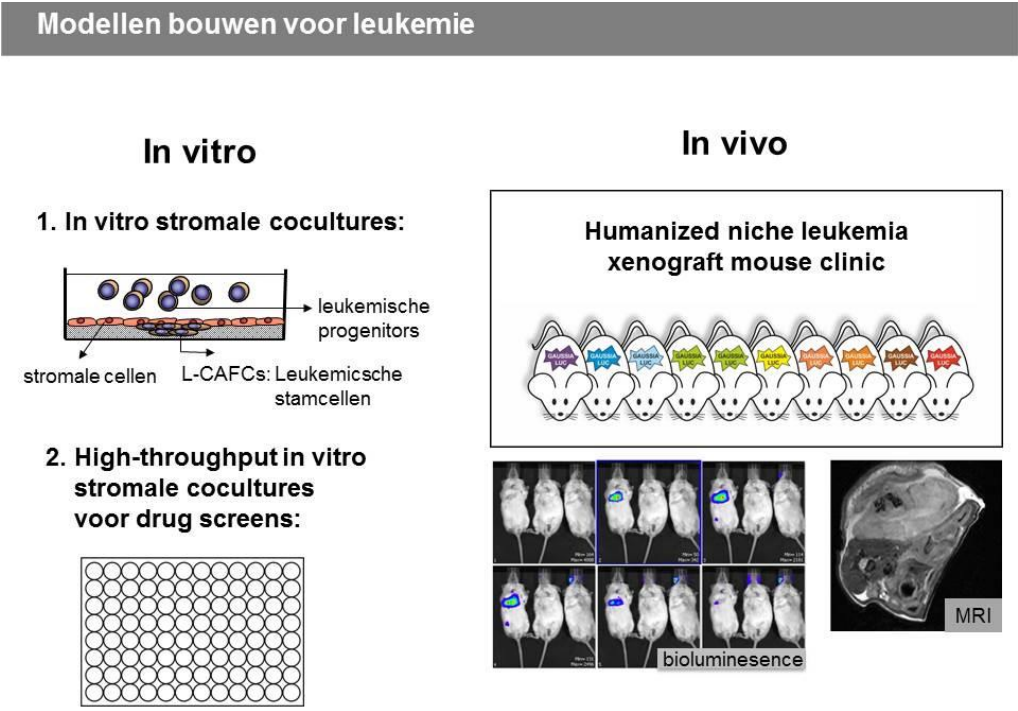 Modellen bouwen voor leukemie
In vitro
1. In vitro stromale cocultures:
leukemische
progenitors
stromale cellen
L-CAFCs: Leukemicsche
stamcellen
2. High-throughput in vitro
stromale cocultures
voor drug screens:
In vivo
Humanized niche leukemia
xenograft mouse clinic
GAUSSIA
LUC
GAUSSIA
LUC
GAUSSIA
LUC
GAUSSIA
LUC
GAUSSIA
LUC
GAUSSIA
LUC
GAUSSIA
LUC
GAUSSIA
LUC
GAUSSIA
LUC
GAUSSIA
LUC
bioluminesence
MRI